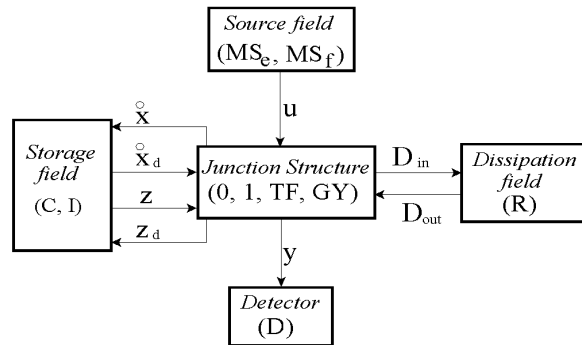 Source field
(MSe, MSf)
u
x̊
Storage
field
(C, I)
x̊d
z
zd
Junction Structure
(0, 1, TF, GY)
Din
Dout
Dissipation
field
(R)
y
Detector
(D)